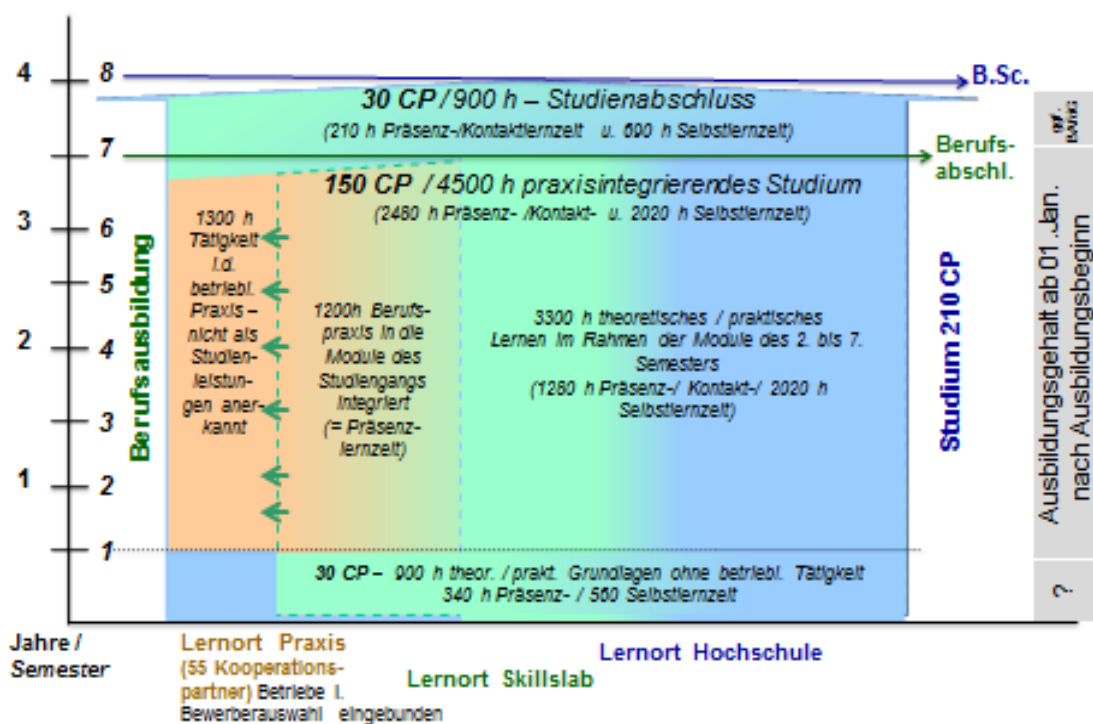 4
8
B.Sc.
30 CP / 900 h – Studienabschluss
(210 h Präsenz-/Kontaktlernzeit u. 690 h Selbstlernzeit)
ggf. BAföG
7
Berufs-
abschl.
150 CP / 4500 h praxisintegrierendes Studium
(2480 h Präsenz- /Kontakt- u. 2020 h Selbstlernzeit)
3
6
5
2
4
3
1
2
1
Berufsausbildung
1300 h
Tätigkeit
i.d.
betriebl.
Praxis –
nicht als
Studien-
leistun-
gen aner-
kannt
1200h Berufs-
praxis in die
Module des
Studiengangs
integriert
(= Präsenz-
lernzeit)
3300 h theoretisches / praktisches
Lernen im Rahmen der Module des 2. bis 7.
Semesters
(1280 h Präsenz-/ Kontakt-/ 2020 h
Selbstlernzeit)
Studium 210 CP
Ausbildungsgehalt ab 01.Jan.
nach Ausbildungsbeginn
30 CP – 900 h theor. / prakt. Grundlagen ohne betriebl. Tätigkeit
340 h Präsenz- / 560 Selbstlernzeit
?
Jahre /
Semester
Lernort Praxis
(55 Kooperations-
partner) Betriebe i.
Bewerberauswahl eingebunden
Lernort Skillslab
Lernort Hochschule